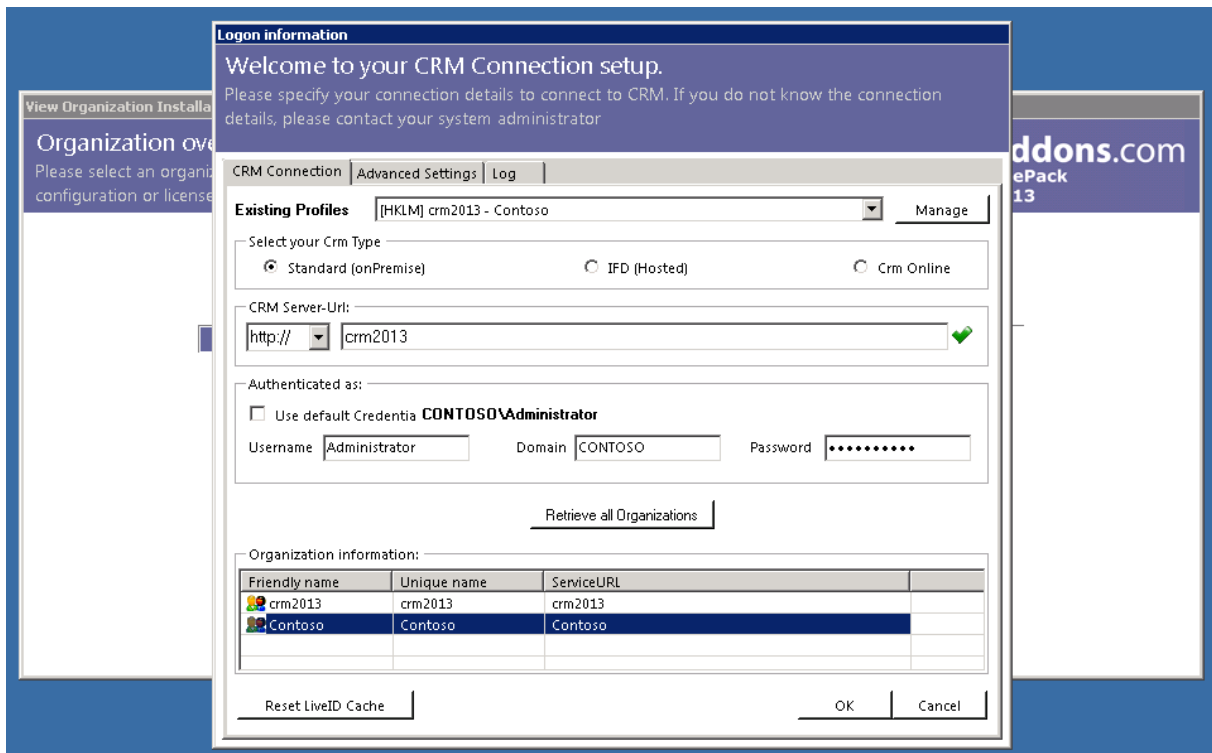 Logon information
Welcome to your CRM Connection setup.
Please specify your connection details to connect to CRM. If you do not know the connection
details, please contact your system administrator
View Organization Installa
Organization ove
Please select an organiz
configuration or license
ddons.com
ePack
13
CRM Connection Advanced Settings Log
Existing Profiles [HKLM] crm2013 - Contoso Manage
Select your Crm Type
Standard (onPremise) IFD (Hosted) Crm Online
CRM Server-Url:
http:// crm2013
Authenticated as:
Use default Credentia CONTOSO\Administrator
Username Administrator Domain CONTOSO Password ••••••••••
Retrieve all Organizations
Organization information:
Friendly name Unique name ServiceURL
crm2013 crm2013 crm2013
Contoso Contoso Contoso
Reset LiveID Cache OK Cancel